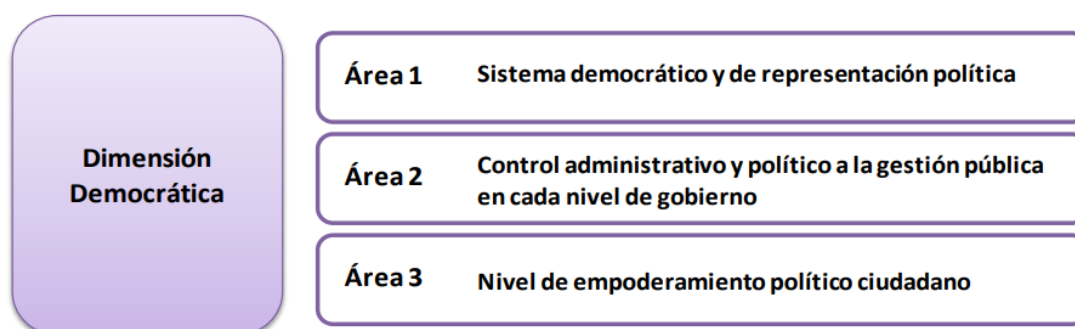 Dimensión
Democrática
Área 1 Sistema democrático y de representación política
Área 2 Control administrativo y político a la gestión pública
en cada nivel de gobierno
Área 3 Nivel de empoderamiento político ciudadano